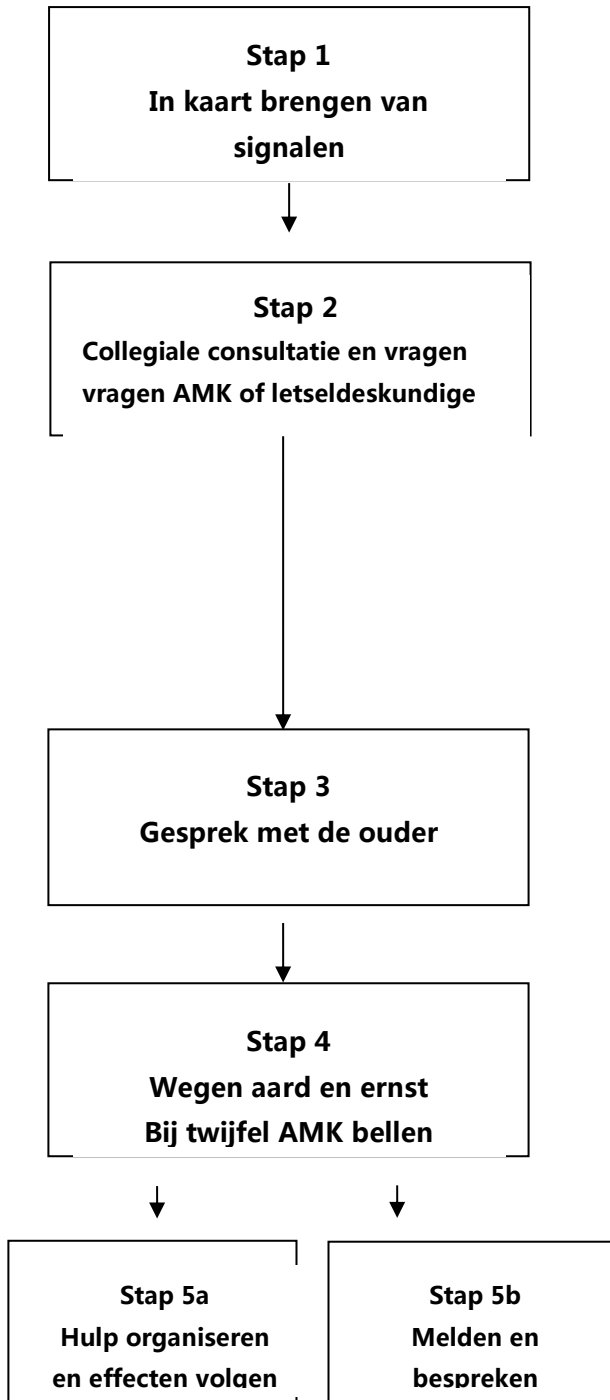 Stap 1
In kaart brengen van
signalen
Stap 2
Collegiale consultatie en vragen
vragen AMK of letseldeskundige
Stap 3
Gesprek met de ouder
Stap 4
Wegen aard en ernst
Bij twijfel AMK bellen
Stap 5a
Hulp organiseren
en effecten volgen
Stap 5b
Melden en
bespreken